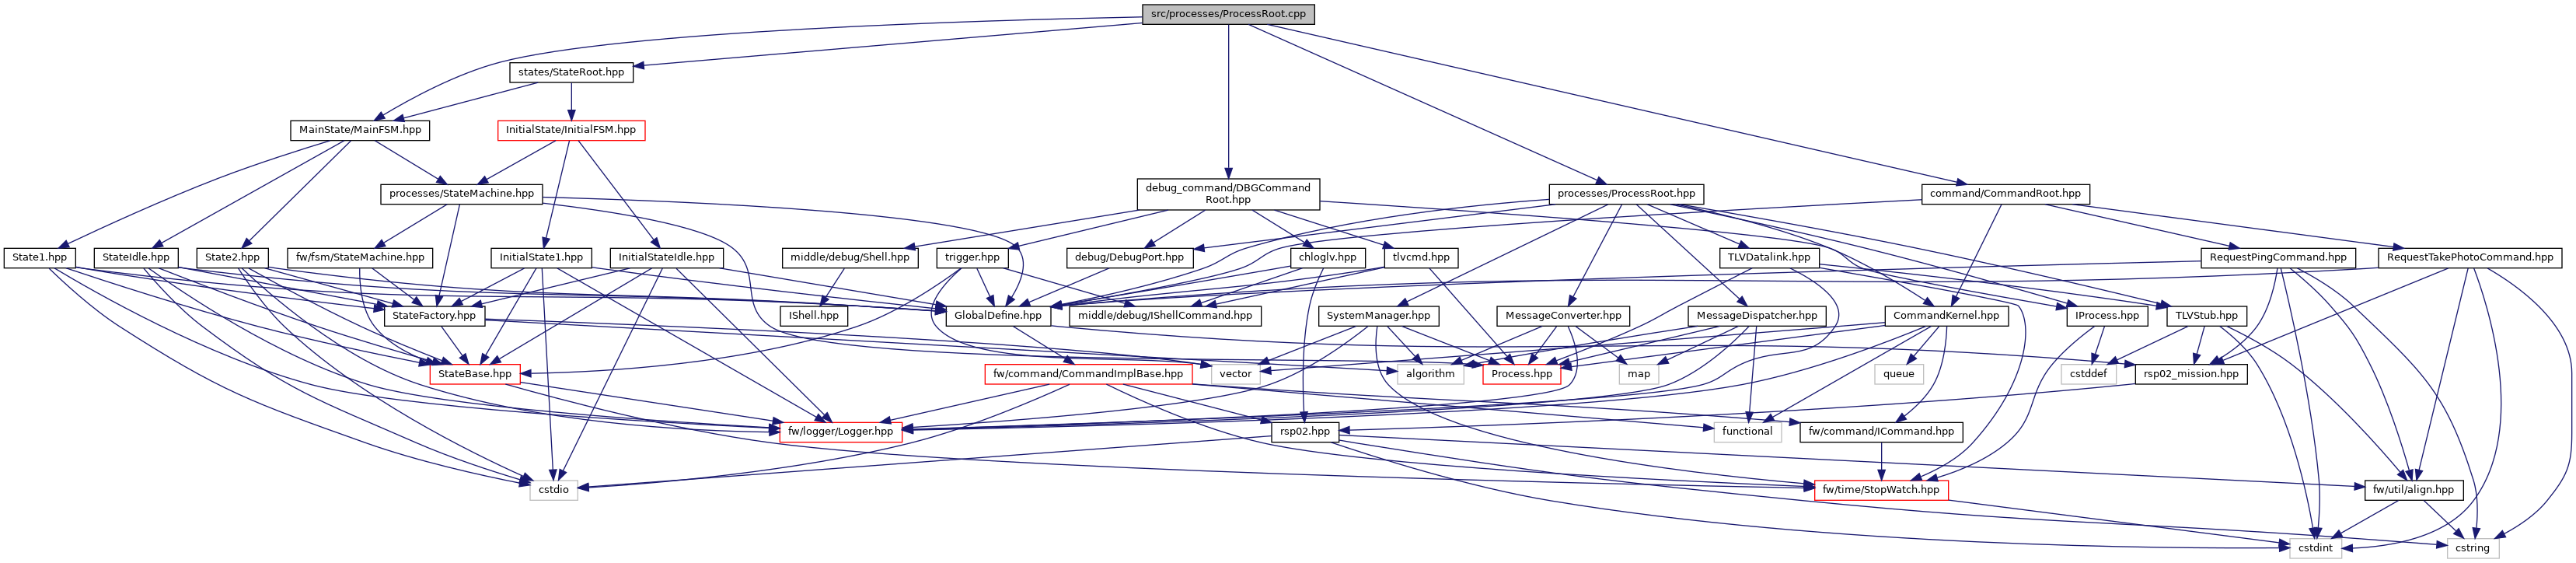 src/processes/ProcessRoot.cpp
states/StateRoot.hpp
MainState/MainFSM.hpp
InitialState/InitialFSM.hpp
processes/StateMachine.hpp
debug_command/DBGCommand
Root.hpp
processes/ProcessRoot.hpp
command/CommandRoot.hpp
State1.hpp
StateIdle.hpp
State2.hpp
fw/fsm/StateMachine.hpp
InitialState1.hpp
InitialStateIdle.hpp
middle/debug/Shell.hpp
trigger.hpp
debug/DebugPort.hpp
chloglv.hpp
tlvcmd.hpp
TLVDatalink.hpp
RequestPingCommand.hpp
RequestTakePhotoCommand.hpp
StateFactory.hpp
IShell.hpp
GlobalDefine.hpp
middle/debug/IShellCommand.hpp
SystemManager.hpp
MessageConverter.hpp
MessageDispatcher.hpp
CommandKernel.hpp
IProcess.hpp
TLVStub.hpp
StateBase.hpp
vector
fw/command/CommandImplBase.hpp
algorithm
Process.hpp
map
queue
cstddef
rsp02_mission.hpp
fw/logger/Logger.hpp
rsp02.hpp
functional
fw/command/ICommand.hpp
cstdio
fw/time/StopWatch.hpp
fw/util/align.hpp
cstdint
cstring